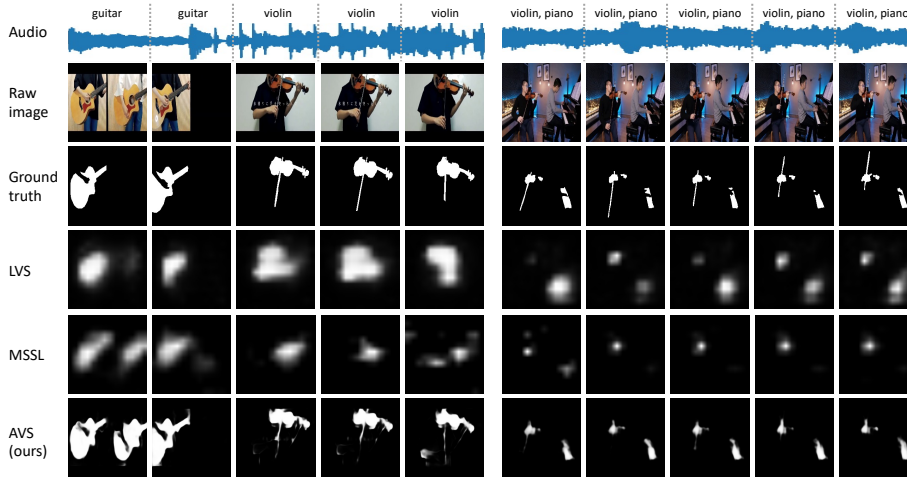 guitar guitar violin violin violin violin, piano violin, piano violin, piano violin, piano violin, piano
Audio
Raw
image
Ground
truth
LVS
MSSL
AVS
(ours)